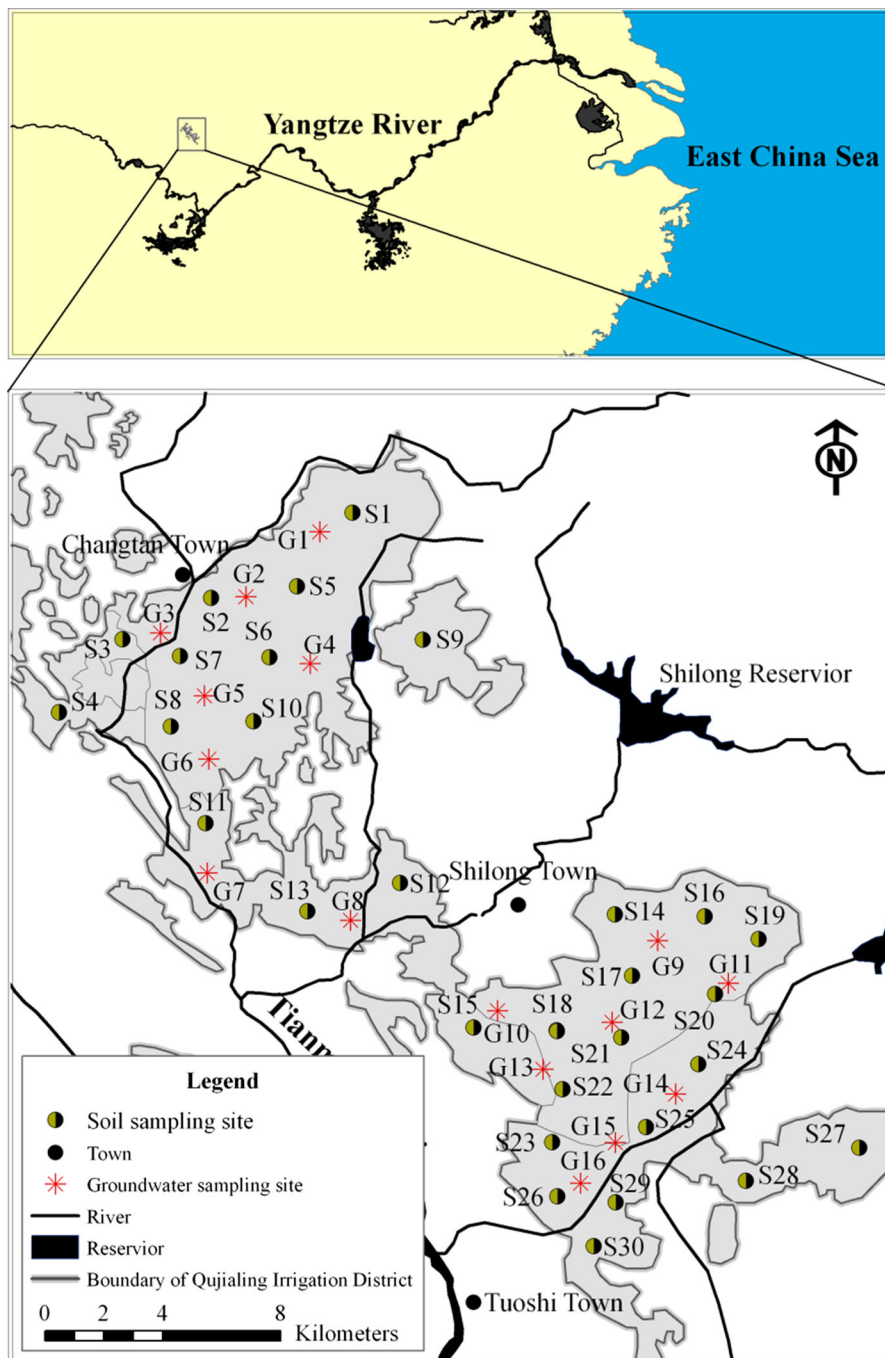 Yangtze River
East China Sea
N
S1
G1
Changtan Town
G2
S5
S2
G3
S6
S3
S7
G4
S9
Shilong Reservior
G5
S4
S8
S10
G6
S11
Shilong Town
S12
G7
S13
G8
S14
S16
S19
G9
G11
S17
S15
S18
G10
G12
S20
S21
S24
G13
S22
G14
G15
S25
S23
S27
G16
S28
S26
S29
S30
Tuoshi Town
Legend
Soil sampling site
Town
Groundwater sampling site
River
Reservior
Boundary of Qujialing Irrigation District
0 2 4 8
Kilometers